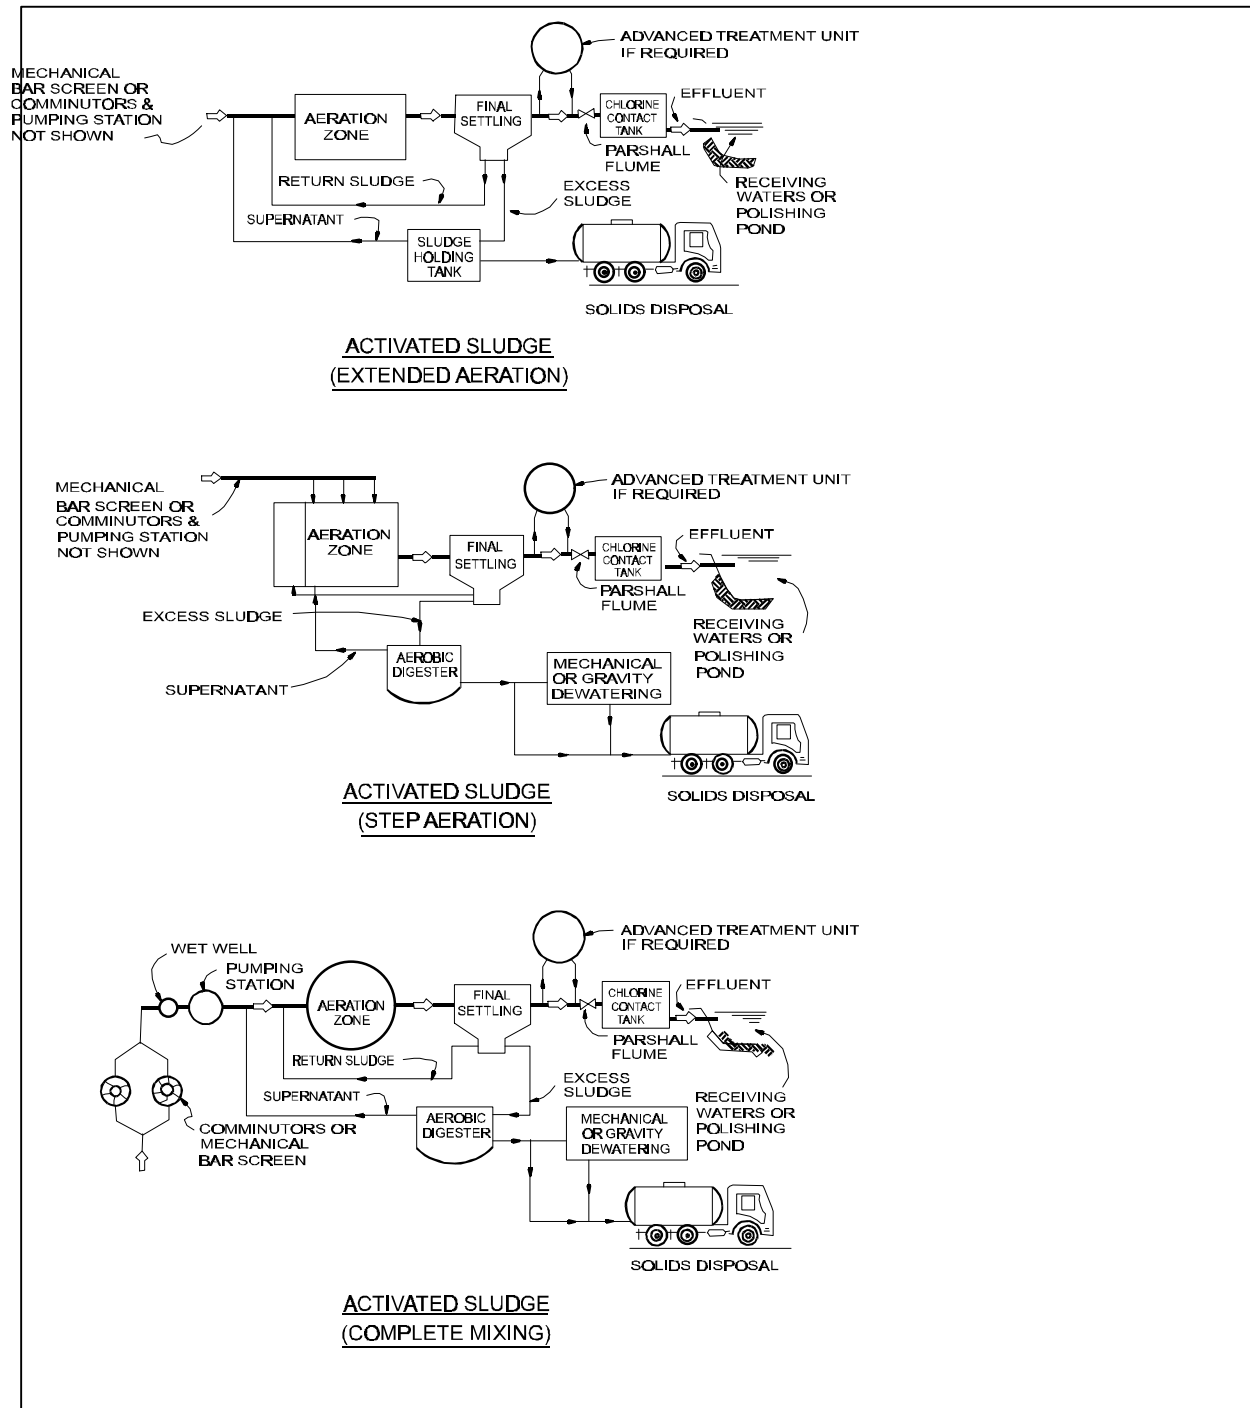 ADVANCED TREATMENT UNIT
IF REQUIRED
MECHANICAL
BAR SCREEN OR
COMMINUTORS &
PUMPING STATION
NOT SHOWN
AERATION
ZONE
FINAL
SETTLING
CHLORINE
CONTACT
TANK
EFFLUENT
PARSHALL
FLUME
RECEIVING
WATERS OR
POLISHING
POND
RETURN SLUDGE
EXCESS
SLUDGE
SUPERNATANT
SLUDGE
HOLDING
TANK
SOLIDS DISPOSAL
ACTIVATED SLUDGE
(EXTENDED AERATION)
MECHANICAL
BAR SCREEN OR
COMMINUTORS &
PUMPING STATION
NOT SHOWN
ADVANCED TREATMENT UNIT
IF REQUIRED
AERATION
ZONE
FINAL
SETTLING
CHLORINE
CONTACT
TANK
EFFLUENT
PARSHALL
FLUME
RECEIVING
WATERS OR
POLISHING
POND
EXCESS SLUDGE
SUPERNATANT
AEROBIC
DIGESTER
MECHANICAL
OR GRAVITY
DEWATERING
SOLIDS DISPOSAL
ACTIVATED SLUDGE
(STEP AERATION)
WET WELL
PUMPING
STATION
ADVANCED TREATMENT UNIT
IF REQUIRED
AERATION
ZONE
FINAL
SETTLING
CHLORINE
CONTACT
TANK
EFFLUENT
PARSHALL
FLUME
RETURN SLUDGE
SUPERNATANT
EXCESS
SLUDGE
RECEIVING
WATERS OR
POLISHING
POND
COMMINUTORS OR
MECHANICAL
BAR SCREEN
AEROBIC
DIGESTER
MECHANICAL
OR GRAVITY
DEWATERING
SOLIDS DISPOSAL
ACTIVATED SLUDGE
(COMPLETE MIXING)